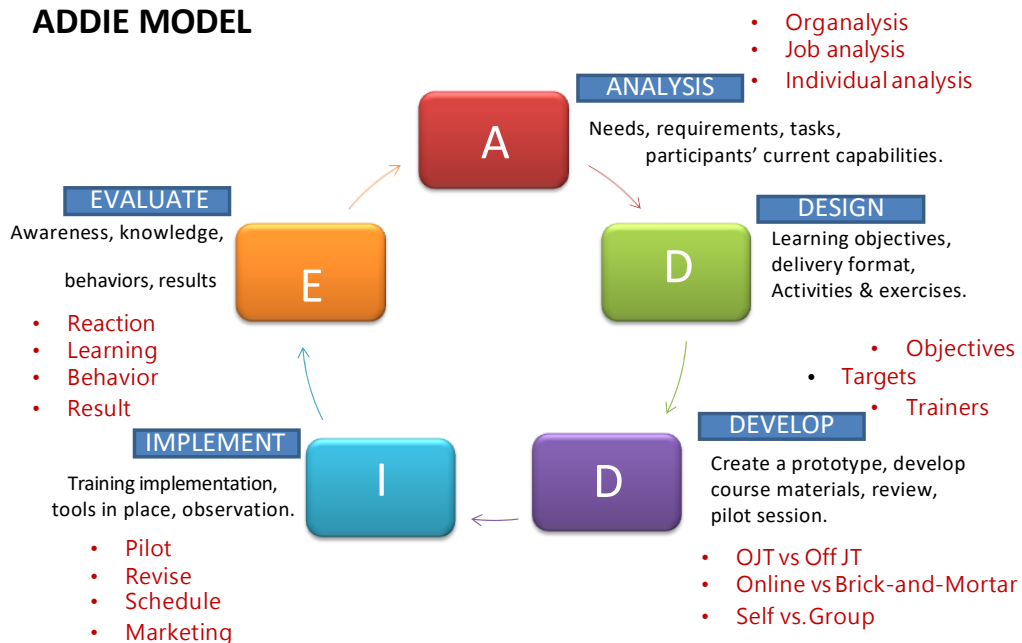 ADDIE MODEL
• Organalysis
• Job analysis
• Individual analysis
ANALYSIS
A
Needs, requirements, tasks,
participants’ current capabilities.
DESIGN
D
Learning objectives,
delivery format,
Activities & exercises.
• Objectives
• Targets
• Trainers
DEVELOP
D
Create a prototype, develop
course materials, review,
pilot session.
• OJT vs Off JT
• Online vs Brick-and-Mortar
• Self vs. Group
IMPLEMENT
I
Training implementation,
tools in place, observation.
• Pilot
• Revise
• Schedule
• Marketing
EVALUATE
E
Awareness, knowledge,
behaviors, results
• Reaction
• Learning
• Behavior
• Result